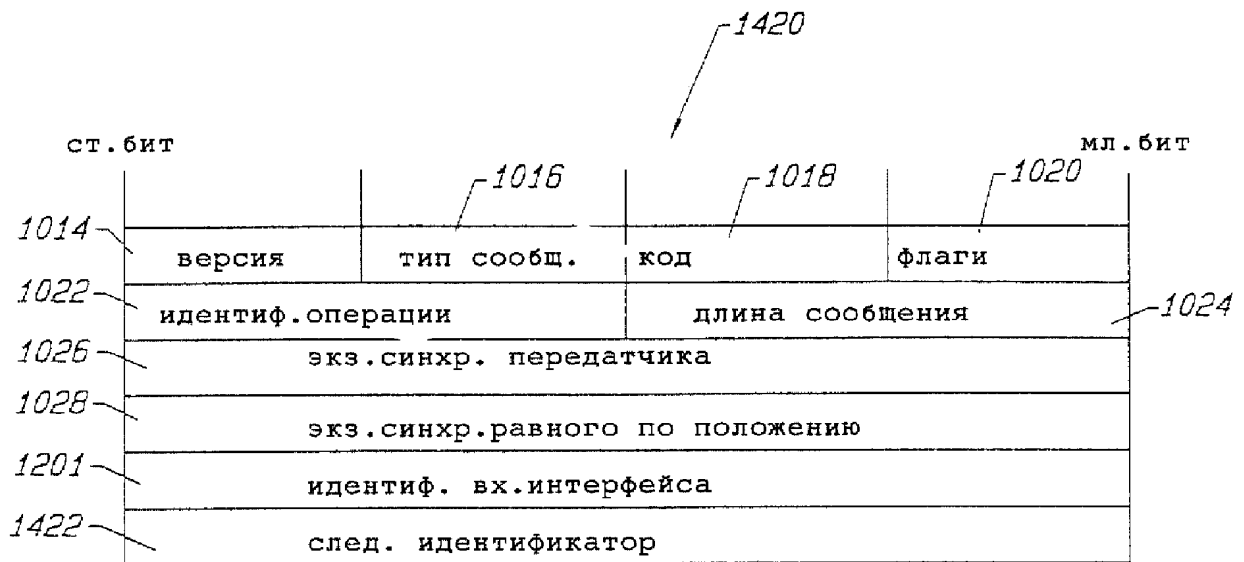 1420
ст.бит мл.бит
1016 1018 1020
1014 версия тип сообщ. код флаги
1022 идентиф.операции длина сообщения 1024
1026 экз.синхр. передатчика
1028 экз.синхр.равного по положению
1201 идентиф. вх.интерфейса
1422 след. идентификатор